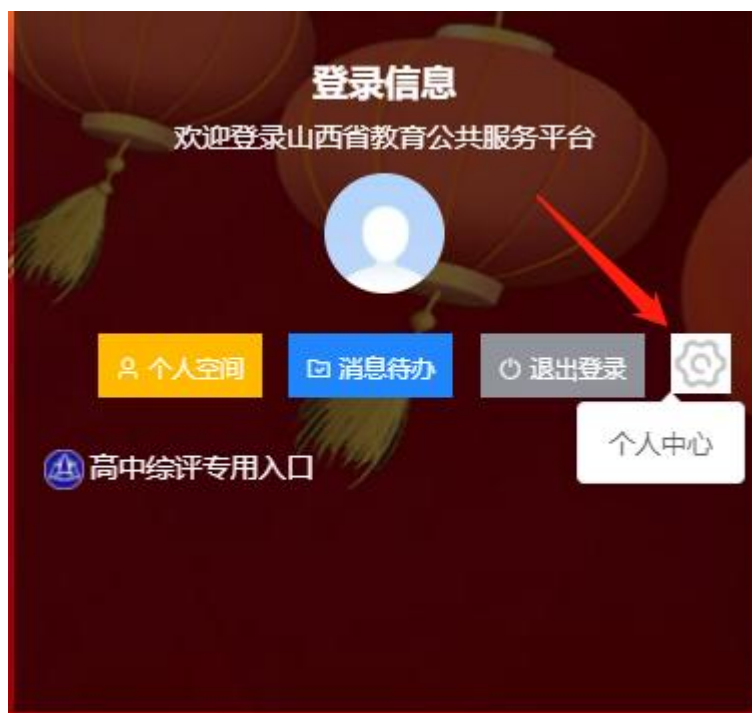 登录信息
欢迎登录山西省教育公共服务平台
个人空间 消息待办 退出登录
个人中心
高中综评专用入口